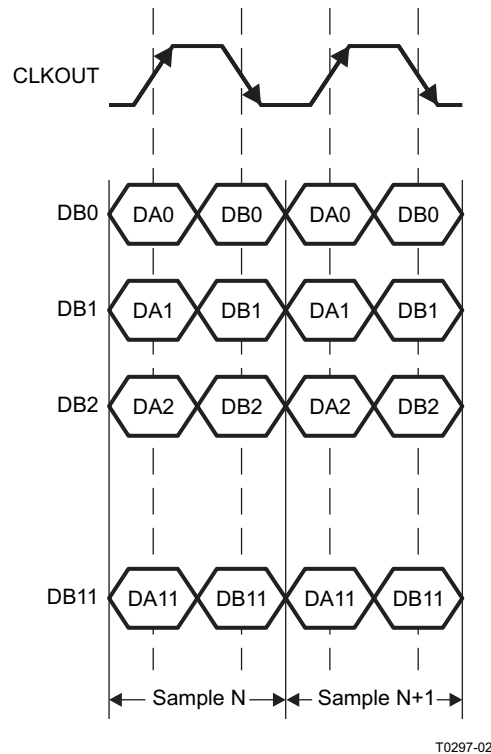 CLKOUT
DB0 DA0 DB0 DA0 DB0
DB1 DA1 DB1 DA1 DB1
DB2 DA2 DB2 DA2 DB2
DB11 DA11 DB11 DA11 DB11
Sample N Sample N+1
T0297-02